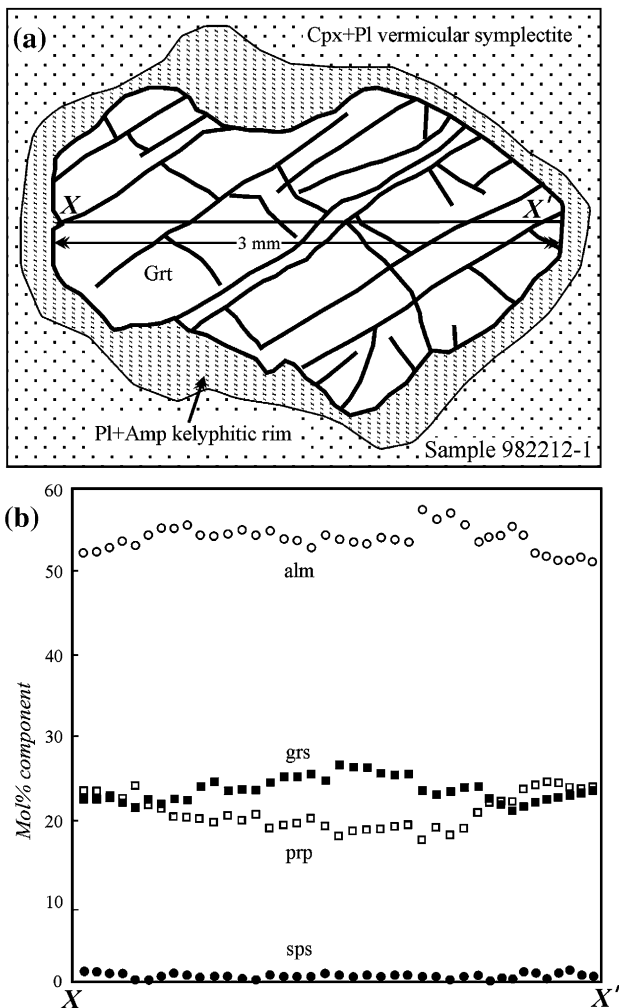 (a)
Cpx+Pl vermicular symplectite
X
X'
3 mm
Grt
Pl+Amp kelyphitic rim
Sample 982212-1
(b)
60
50
40
30
20
10
0
Mol% component
alm
grs
prp
sps
X
X'